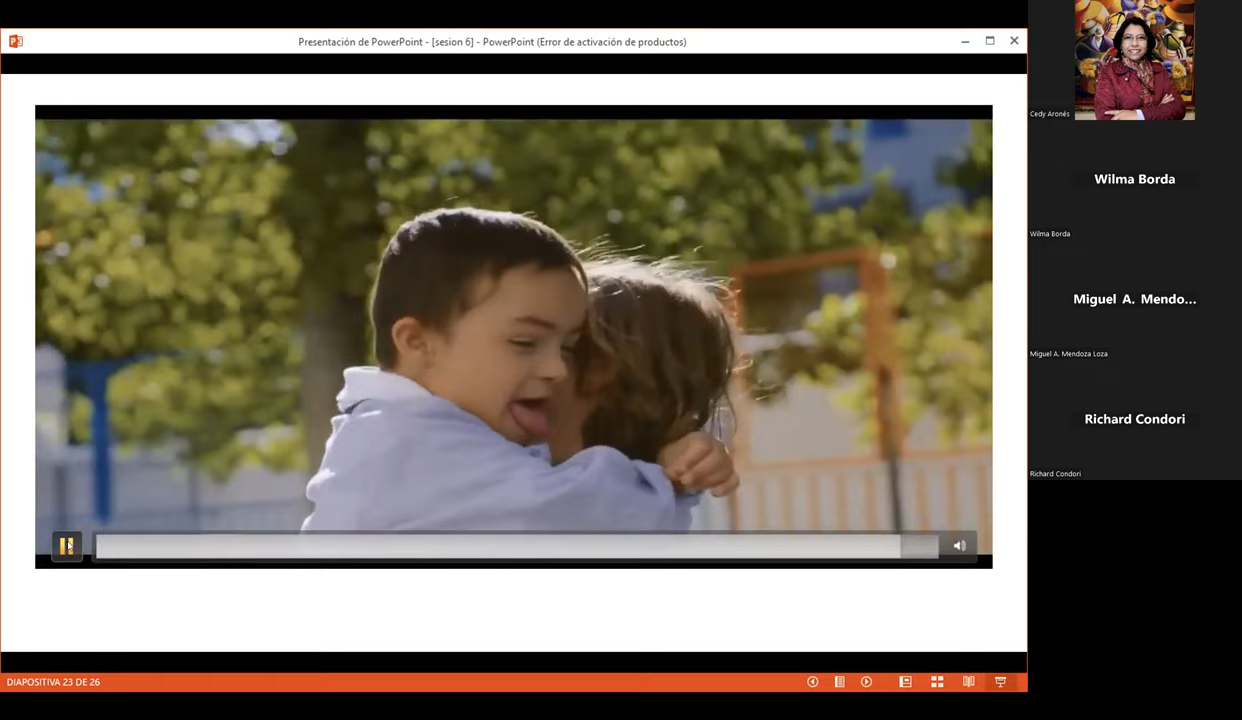 Presentación de PowerPoint - [sesion 6] - PowerPoint (Error de activación de productos)
Cedy Aronés
Wilma Borda
Wilma Borda
Miguel A. Mendo...
Miguel A. Mendoza Loza
Richard Condori
Richard Condori
DIAPOSITIVA 23 DE 26